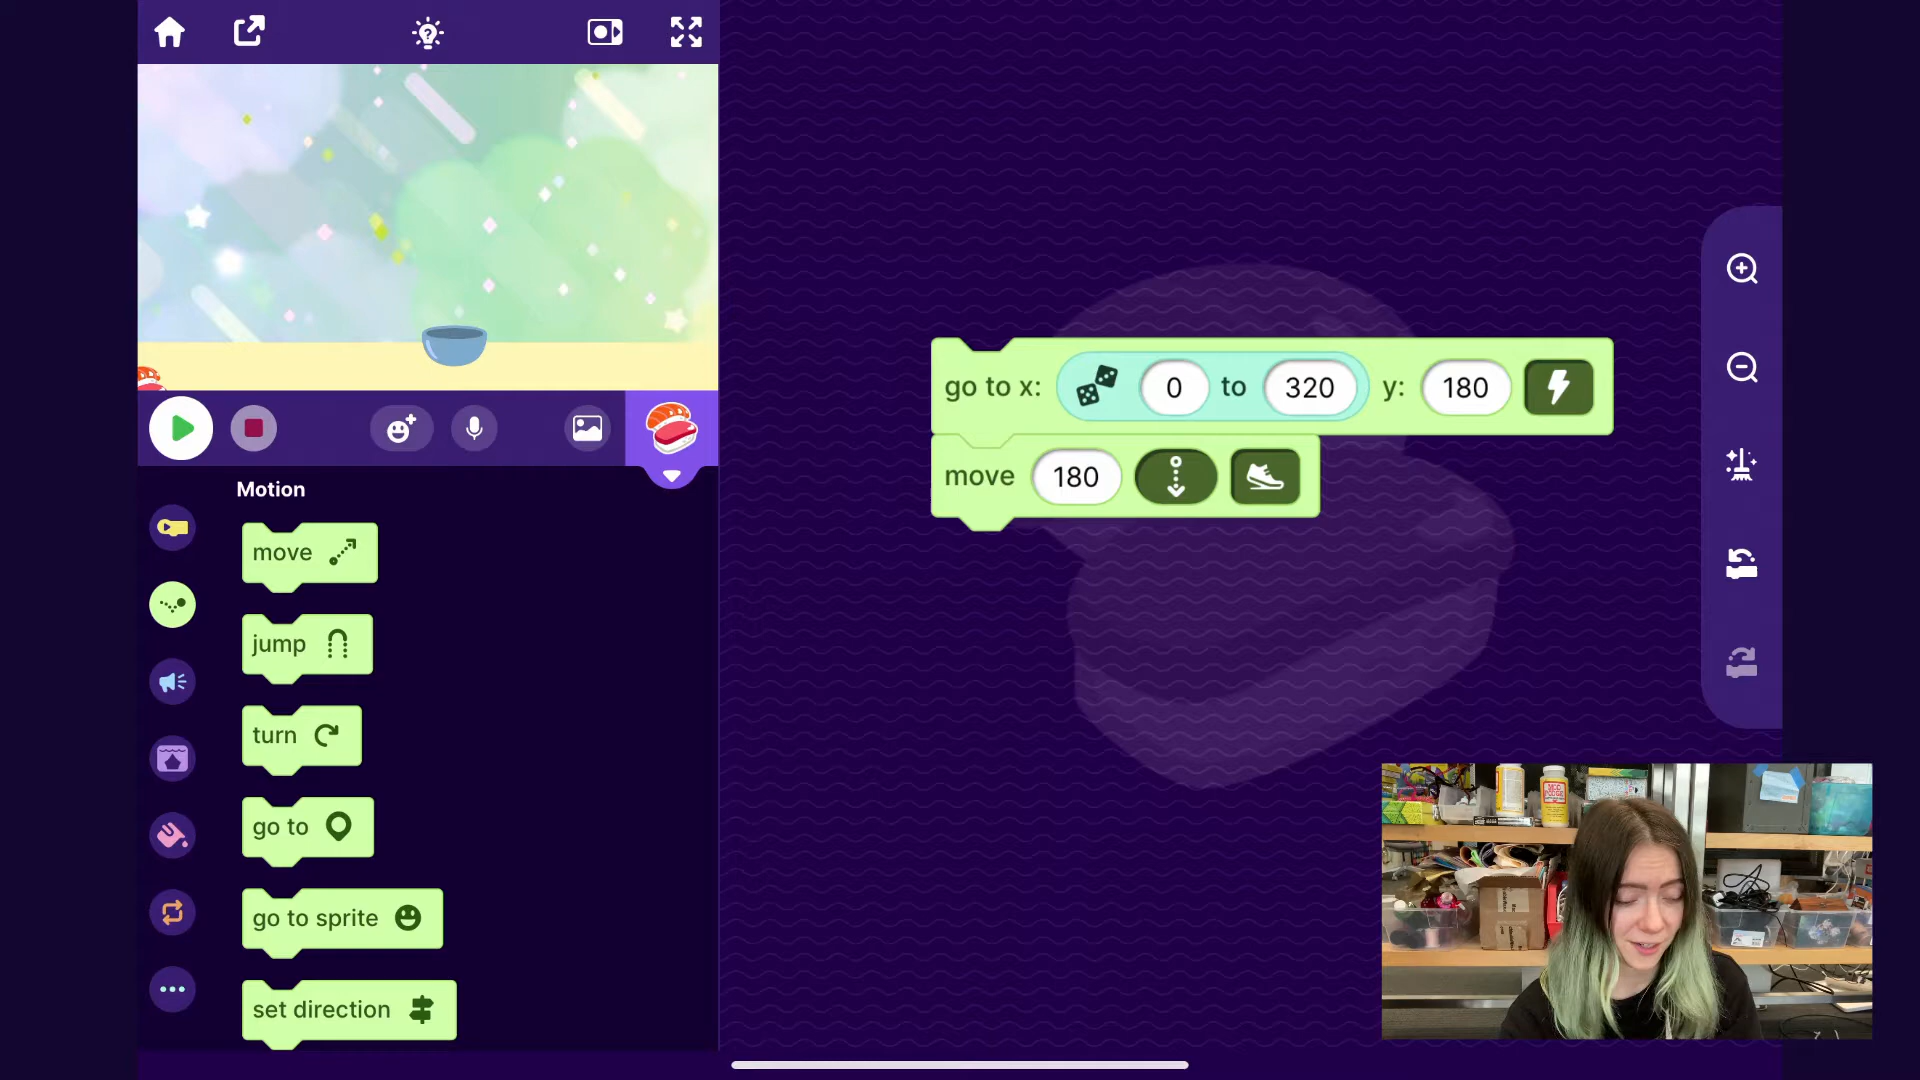 go to x: 0 to 320 y: 180
move 180
Motion
move
jump
turn
go to
go to sprite
set direction